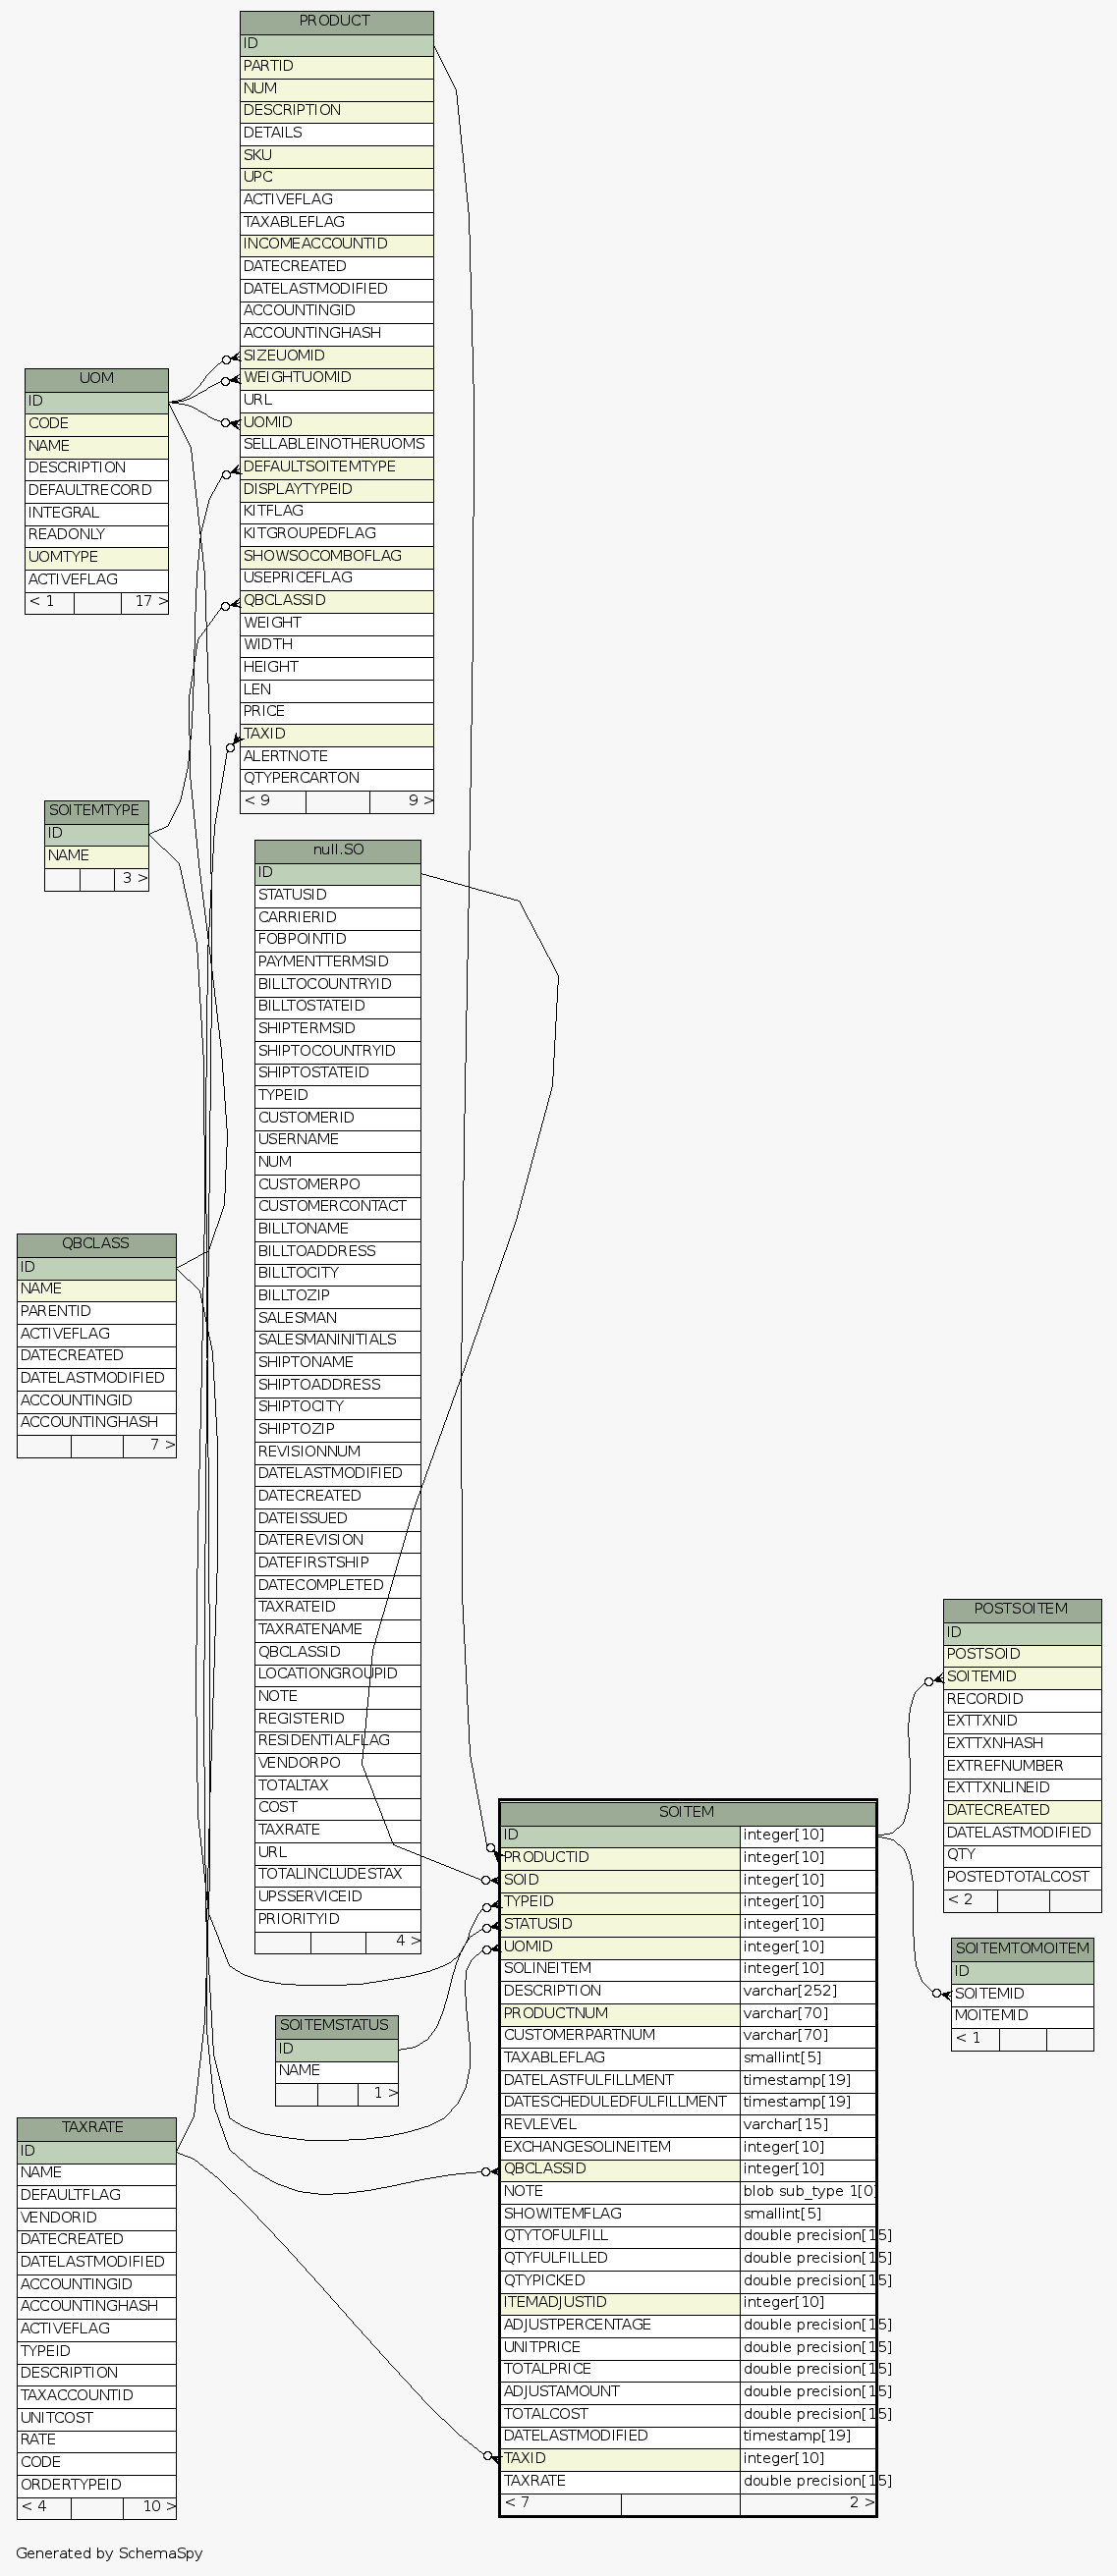 PRODUCT
ID
PARTID
NUM
DESCRIPTION
DETAILS
SKU
UPC
ACTIVEFLAG
TAXABLEFLAG
INCOMEACCOUNTID
DATECREATED
DATELASTMODIFIED
ACCOUNTINGID
ACCOUNTINGHASH
SIZEUOMID
WEIGHTUOMID
URL
UOMID
SELLABLEINOTHERUOMS
DEFAULTSOITEMTYPE
DISPLAYTYPEID
KITFLAG
KITGROUPEDFLAG
SHOWSOCOMBOFLAG
USEPRICEFLAG
QBCLASSID
WEIGHT
WIDTH
HEIGHT
LEN
PRICE
TAXID
ALERTNOTE
QTYPERCARTON
< 9 9 >
UOM
ID
CODE
NAME
DESCRIPTION
DEFAULTRECORD
INTEGRAL
READONLY
UOMTYPE
ACTIVEFLAG
< 1 17 >
SOITEMTYPE
ID
NAME
3 >
null.SO
ID
STATUSID
CARRIERID
FOBPOINTID
PAYMENTTERMSID
BILLTOCOUNTRYID
BILLTOSTATEID
SHIPTERMSID
SHIPTOCOUNTRYID
SHIPTOSTATEID
TYPEID
CUSTOMERID
USERNAME
NUM
CUSTOMERPO
CUSTOMERCONTACT
BILLTONAME
BILLTOADDRESS
BILLTOCITY
BILLTOZIP
SALESMAN
SALESMANINITIALS
SHIPTONAME
SHIPTOADDRESS
SHIPTOCITY
SHIPTOZIP
REVISIONNUM
DATELASTMODIFIED
DATECREATED
DATEISSUED
DATEREVISION
DATEFIRSTSHIP
DATECOMPLETED
TAXRATEID
TAXRATENAME
QBCLASSID
LOCATIONGROUPID
NOTE
REGISTERID
RESIDENTIALFLAG
VENDORPO
TOTALTAX
COST
TAXRATE
URL
TOTALINCLUDESTAX
UPSSERVICEID
PRIORITYID
4 >
QBCLASS
ID
NAME
PARENTID
ACTIVEFLAG
DATECREATED
DATELASTMODIFIED
ACCOUNTINGID
ACCOUNTINGHASH
7 >
POSTSOITEM
ID
POSTSOID
SOITEMID
RECORDID
EXTTXNID
EXTTXNHASH
EXTREFNUMBER
EXTTXNLINEID
DATECREATED
DATELASTMODIFIED
QTY
POSTEDTOTALCOST
< 2
SOITEM
ID integer[10]
PRODUCTID integer[10]
SOID integer[10]
TYPEID integer[10]
STATUSID integer[10]
UOMID integer[10]
SOLINEITEM integer[10]
DESCRIPTION varchar[252]
PRODUCTNUM varchar[70]
CUSTOMERPARTNUM varchar[70]
TAXABLEFLAG smallint[5]
DATELASTFULFILLMENT timestamp[19]
DATESCHEDULEDFULFILLMENT timestamp[19]
REVLEVEL varchar[15]
EXCHANGESOLINEITEM integer[10]
QBCLASSID integer[10]
NOTE blob sub_type 1[0]
SHOWITEMFLAG smallint[5]
QTYTOFULFILL double precision[15]
QTYFULFILLED double precision[15]
QTYPICKED double precision[15]
ITEMADJUSTID integer[10]
ADJUSTPERCENTAGE double precision[15]
UNITPRICE double precision[15]
TOTALPRICE double precision[15]
ADJUSTAMOUNT double precision[15]
TOTALCOST double precision[15]
DATELASTMODIFIED timestamp[19]
TAXID integer[10]
TAXRATE double precision[15]
< 7 2 >
SOITEMTOMOITEM
ID
SOITEMID
MOITEMID
< 1
SOITEMSTATUS
ID
NAME
1 >
TAXRATE
ID
NAME
DEFAULTFLAG
VENDORID
DATECREATED
DATELASTMODIFIED
ACCOUNTINGID
ACCOUNTINGHASH
ACTIVEFLAG
TYPEID
DESCRIPTION
TAXACCOUNTID
UNITCOST
RATE
CODE
ORDERTYPEID
< 4 10 >
Generated by SchemaSpy